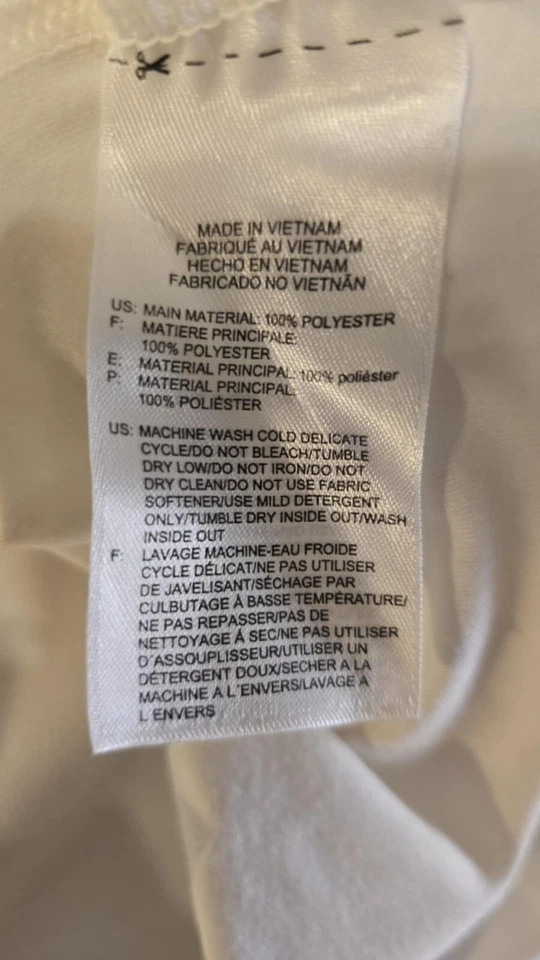 MADE IN VIETNAM
FABRIQUÉ AU VIETNAM
HECHO EN VIETNAM
FABRICADO NO VIETNÃN
US: MAIN MATERIAL: 100% POLYESTER
F: MATIERE PRINCIPALE:
100% POLYESTER
E: MATERIAL PRINCIPAL: 100% poliéster
P: MATERIAL PRINCIPAL:
100% POLIÉSTER
US: MACHINE WASH COLD DELICATE
CYCLE/DO NOT BLEACH/TUMBLE
DRY LOW/DO NOT IRON/DO NOT
DRY CLEAN/DO NOT USE FABRIC
SOFTENER/USE MILD DETERGENT
ONLY/TUMBLE DRY INSIDE OUT/WASH
INSIDE OUT
F: LAVAGE MACHINE-EAU FROIDE
CYCLE DÉLICAT/NE PAS UTILISER
DE JAVELISANT/SÉCHAGE PAR
CULBUTAGE À BASSE TEMPÉRATURE/
NE PAS REPASSER/PAS DE
NETTOYAGE À SEC/NE PAS UTILISER
D´ASSOUPLISSEUR/UTILISER UN
DÉTERGENT DOUX/SECHER A LA
MACHINE A L´ENVERS/LAVAGE A
L´ENVERS